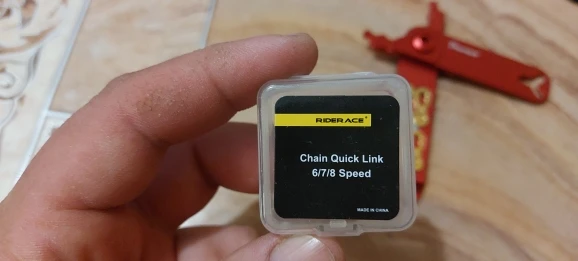 RIDERACE
Chain Quick Link
6/7/8 Speed
MADE IN CHINA